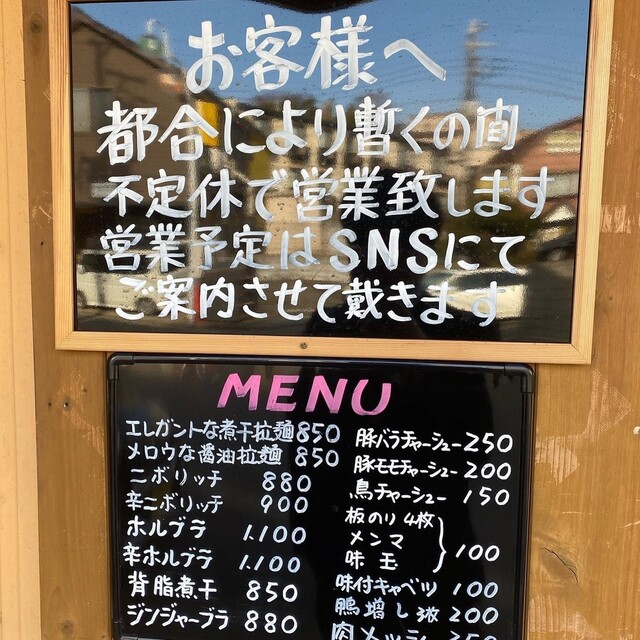 お客様へ
都合により暫くの間
不定休で営業致します
営業予定はSNSにて
ご案内させて戴きます
MENU
エレガントな煮干拉麺 850
メロウな醤油拉麺 850
ニボリッチ 880
辛ニボリッチ 900
ホルブラ 1.100
辛ホルブラ 1.100
背脂煮干 850
ジンジャーブラ 880
豚バラチャーシュー 250
豚モモチャーシュー 200
鳥チャーシュー 150
板のり4枚
メンマ
味玉
100
味付キャベツ 100
鴨増し3枚 200